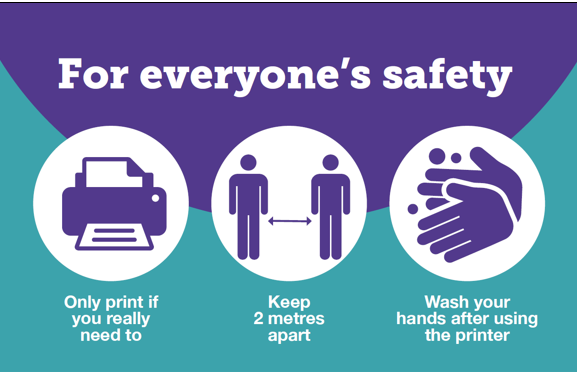 For everyone's safety
Only print if
you really
need to
Keep
2 metres
apart
Wash your
hands after using
the printer